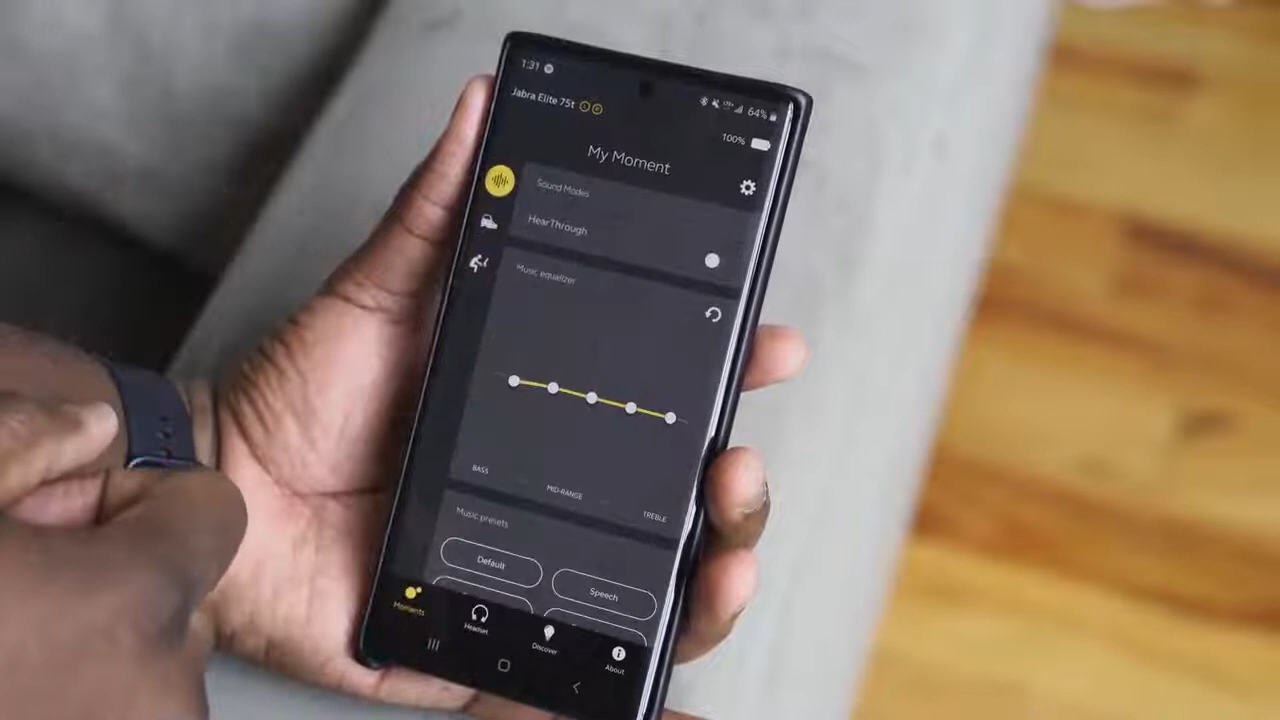 1:31
LTE+ 64%
Jabra Elite 75t L R
100%
My Moment
Sound Modes
HearThrough
Music equalizer
BASS
MID-RANGE
TREBLE
Music presets
Default
Speech
Moments
Headset
Discover
About